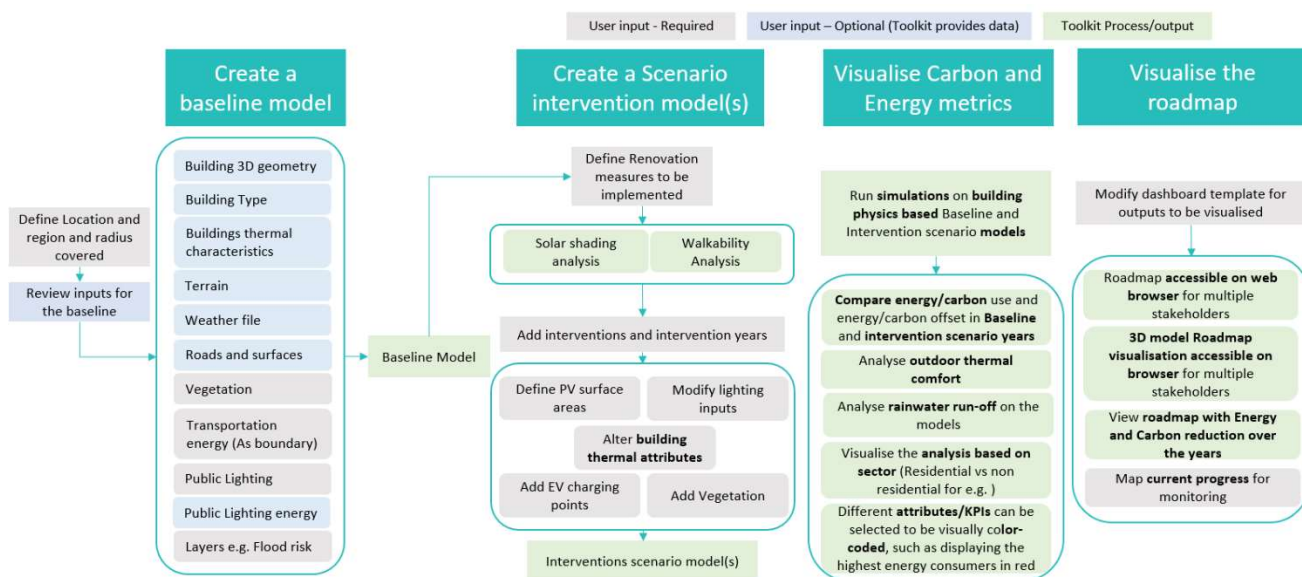 User input - Required
User input – Optional (Toolkit provides data)
Toolkit Process/output
Create a
baseline model
Create a Scenario
intervention model(s)
Visualise Carbon and
Energy metrics
Visualise the
roadmap
Define Location and
region and radius
covered
Review inputs for
the baseline
Building 3D geometry
Building Type
Buildings thermal
characteristics
Terrain
Weather file
Roads and surfaces
Vegetation
Transportation
energy (As boundary)
Public Lighting
Public Lighting energy
Layers e.g. Flood risk
Baseline Model
Define Renovation
measures to be
implemented
Solar shading
analysis
Walkability
Analysis
Add interventions and intervention years
Define PV surface
areas
Modify lighting
inputs
Alter building
thermal attributes
Add EV charging
points
Add Vegetation
Interventions scenario model(s)
Run simulations on building
physics based Baseline and
Intervention scenario models
Compare energy/carbon use and
energy/carbon offset in Baseline
and intervention scenario years
Analyse outdoor thermal
comfort
Analyse rainwater run-off on the
models
Visualise the analysis based on
sector (Residential vs non
residential for e.g. )
Different attributes/KPIs can be
selected to be visually color-
coded, such as displaying the
highest energy consumers in red
Modify dashboard template for
outputs to be visualised
Roadmap accessible on web
browser for multiple
stakeholders
3D model Roadmap
visualisation accessible on
browser for multiple
stakeholders
View roadmap with Energy
and Carbon reduction over
the years
Map current progress for
monitoring